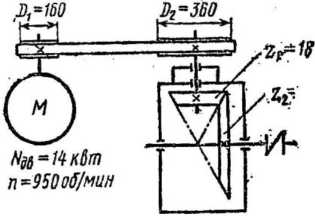 D₁=160
D₂=360
Z₁=18
Z₂=
M
Nдв=14 квт
n=950 об/мин